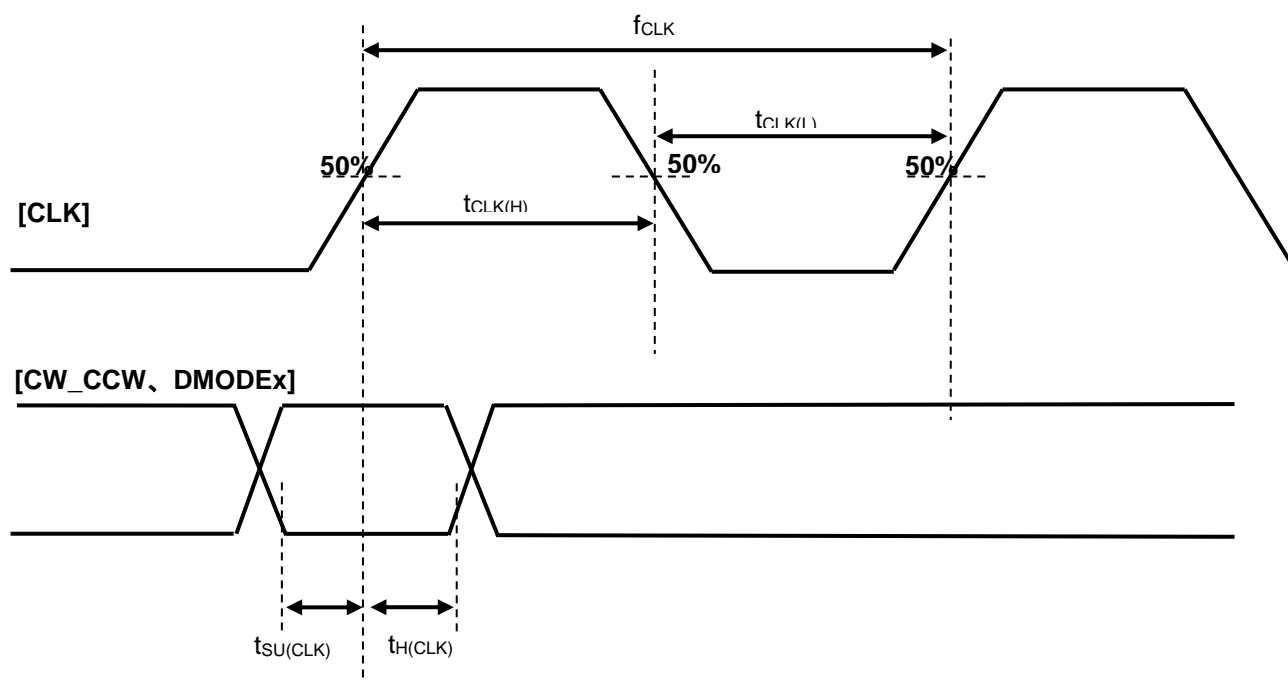 fCLK
tCLK(L)
50%
50%
50%
tCLK(H)
[CLK]
[CW_CCW、DMODEx]
tSU(CLK)
tH(CLK)